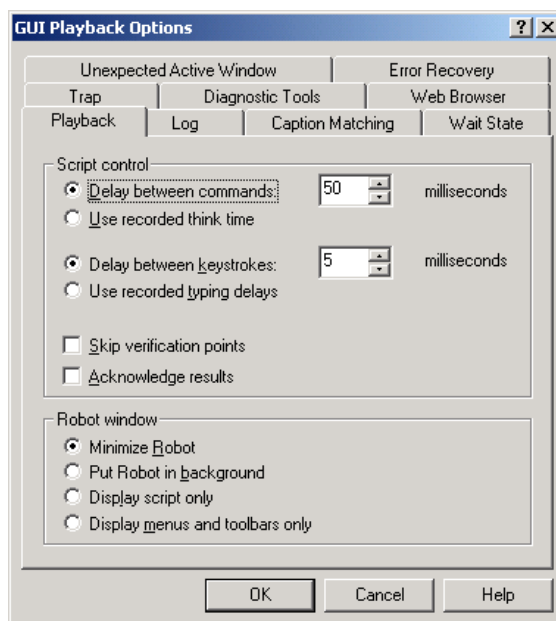 GUI Playback Options
Unexpected Active Window Error Recovery
Trap Diagnostic Tools Web Browser
Playback Log Caption Matching Wait State
Script control
Delay between commands: 50 milliseconds
Use recorded think time
Delay between keystrokes: 5 milliseconds
Use recorded typing delays
Skip verification points
Acknowledge results
Robot window
Minimize Robot
Put Robot in background
Display script only
Display menus and toolbars only
OK Cancel Help